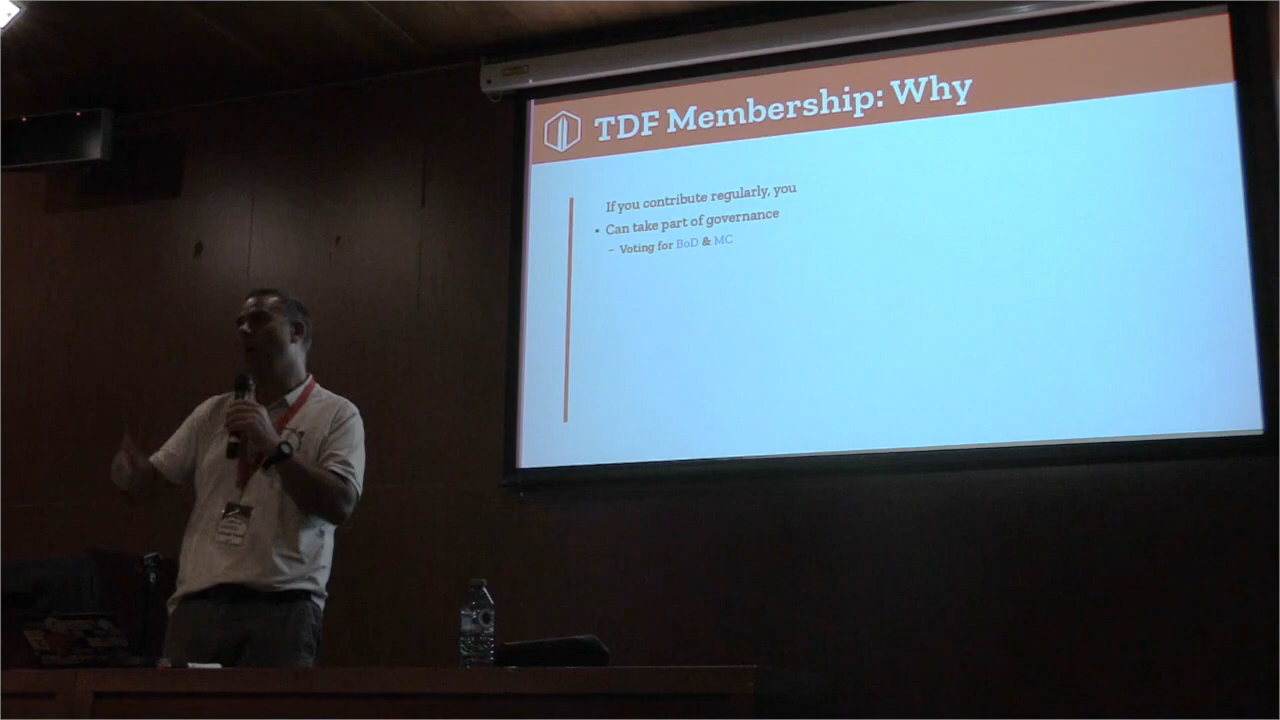 TDF Membership: Why
If you contribute regularly, you
• Can take part of governance
– Voting for BoD & MC